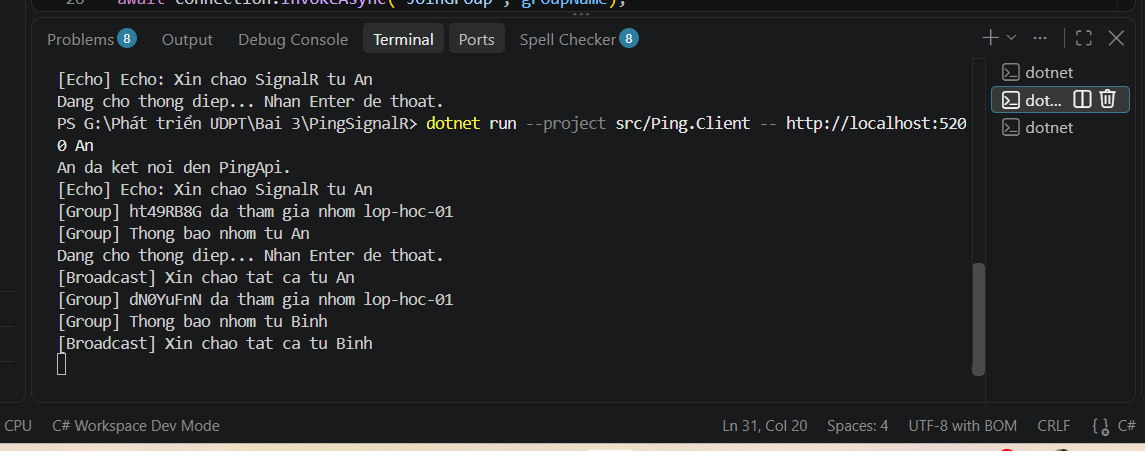 await connection.InvokeAsync("JoinGroup", groupName);
Problems 8 Output Debug Console Terminal Ports Spell Checker 8
[Echo] Echo: Xin chao SignalR tu An
Dang cho thong diep... Nhan Enter de thoat.
PS G:\Phát triển UDPT\Bai 3\PingSignalR> dotnet run --project src/Ping.Client -- http://localhost:520
0 An
An da ket noi den PingApi.
[Echo] Echo: Xin chao SignalR tu An
[Group] ht49RB8G da tham gia nhom lop-hoc-01
[Group] Thong bao nhom tu An
Dang cho thong diep... Nhan Enter de thoat.
[Broadcast] Xin chao tat ca tu An
[Group] dN0YuFnN da tham gia nhom lop-hoc-01
[Group] Thong bao nhom tu Binh
[Broadcast] Xin chao tat ca tu Binh
dotnet
dot...
dotnet
CPU C# Workspace Dev Mode Ln 31, Col 20 Spaces: 4 UTF-8 with BOM CRLF C#